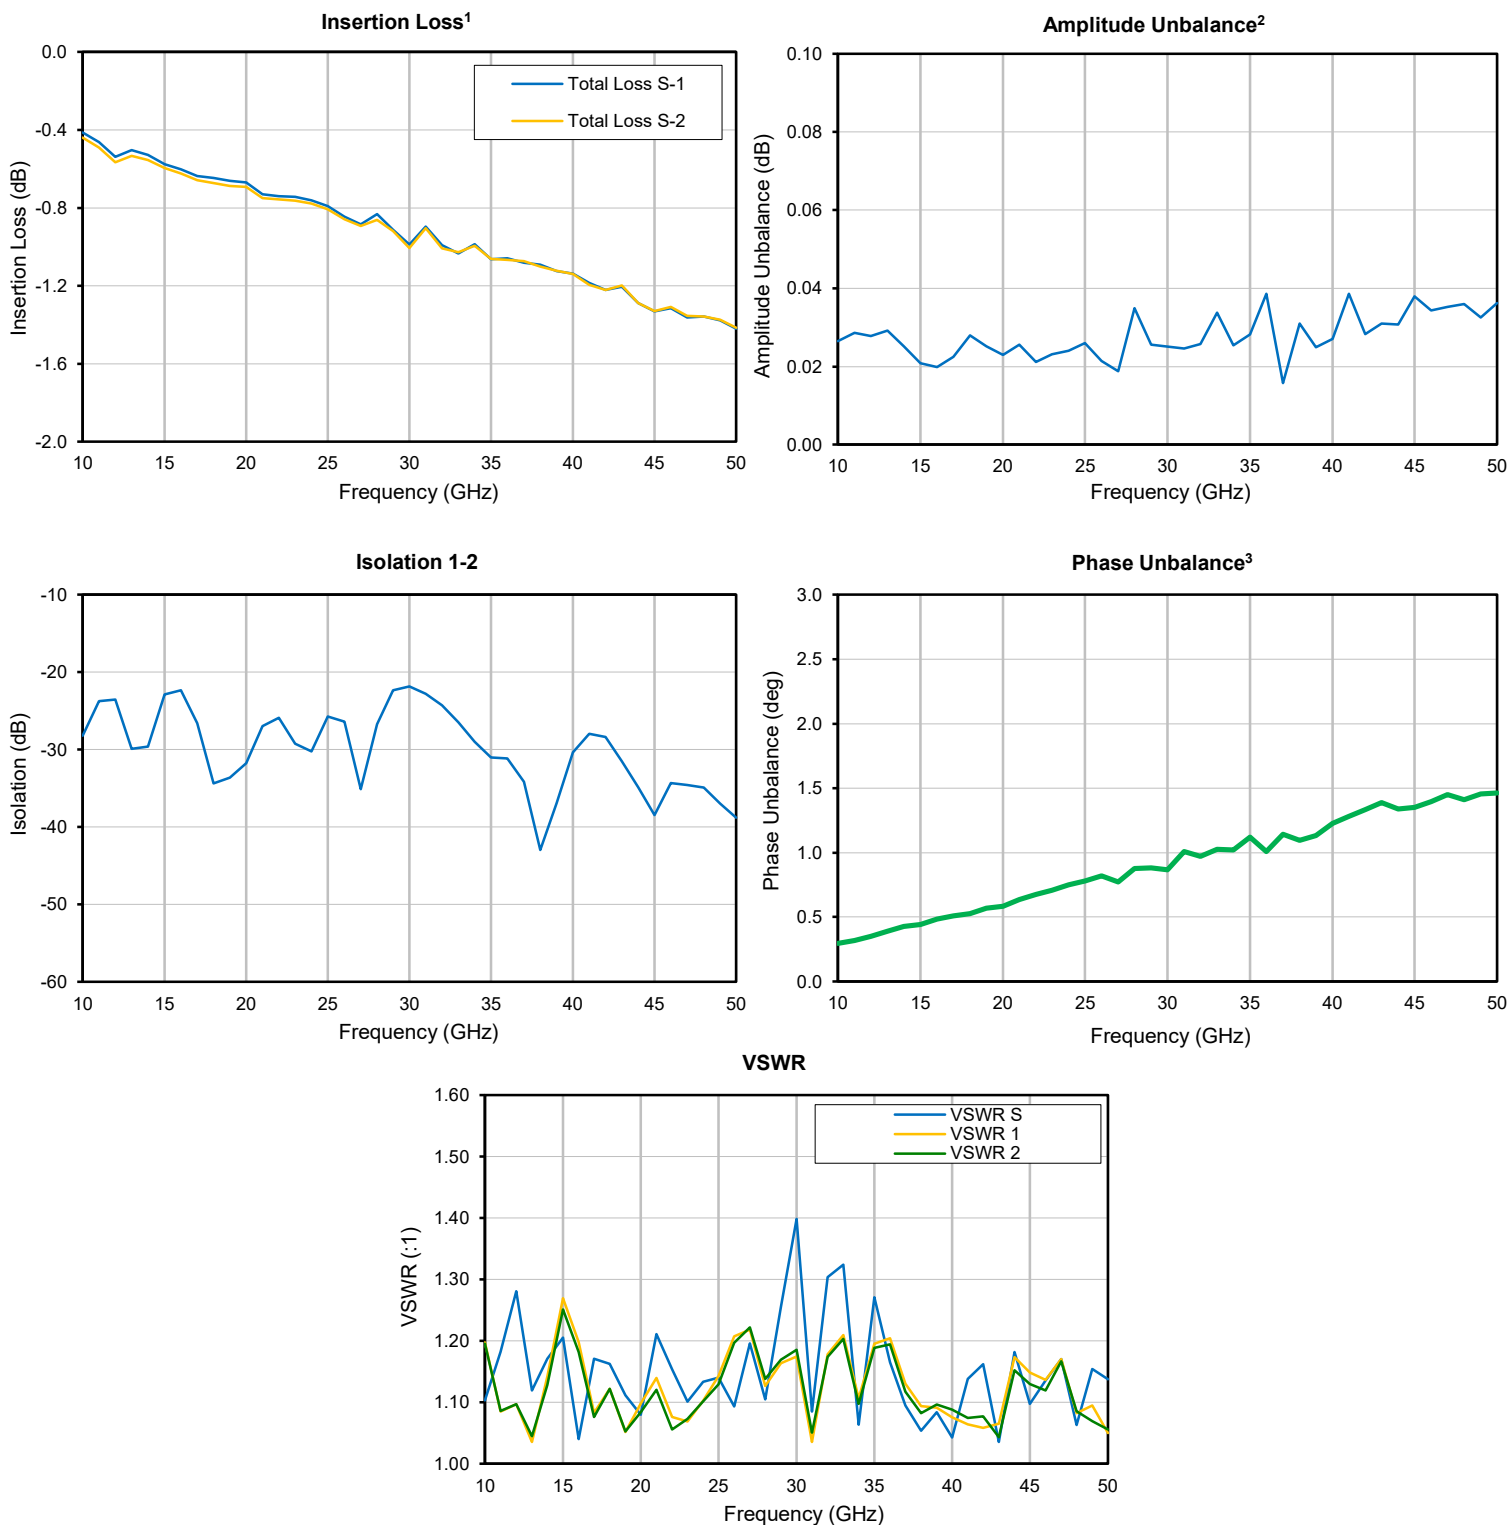 Insertion Loss1
0.0
-0.4
-0.8
-1.2
-1.6
-2.0
Insertion Loss (dB)
Total Loss S-1
Total Loss S-2
10 15 20 25 30 35 40 45 50
Frequency (GHz)
Amplitude Unbalance2
0.10
0.08
0.06
0.04
0.02
0.00
Amplitude Unbalance (dB)
10 15 20 25 30 35 40 45 50
Frequency (GHz)
Isolation 1-2
-10
-20
-30
-40
-50
-60
Isolation (dB)
10 15 20 25 30 35 40 45 50
Frequency (GHz)
Phase Unbalance3
3.0
2.5
2.0
1.5
1.0
0.5
0.0
Phase Unbalance (deg)
10 15 20 25 30 35 40 45 50
Frequency (GHz)
VSWR
1.60
1.50
1.40
1.30
1.20
1.10
1.00
VSWR (:1)
VSWR S
VSWR 1
VSWR 2
10 15 20 25 30 35 40 45 50
Frequency (GHz)